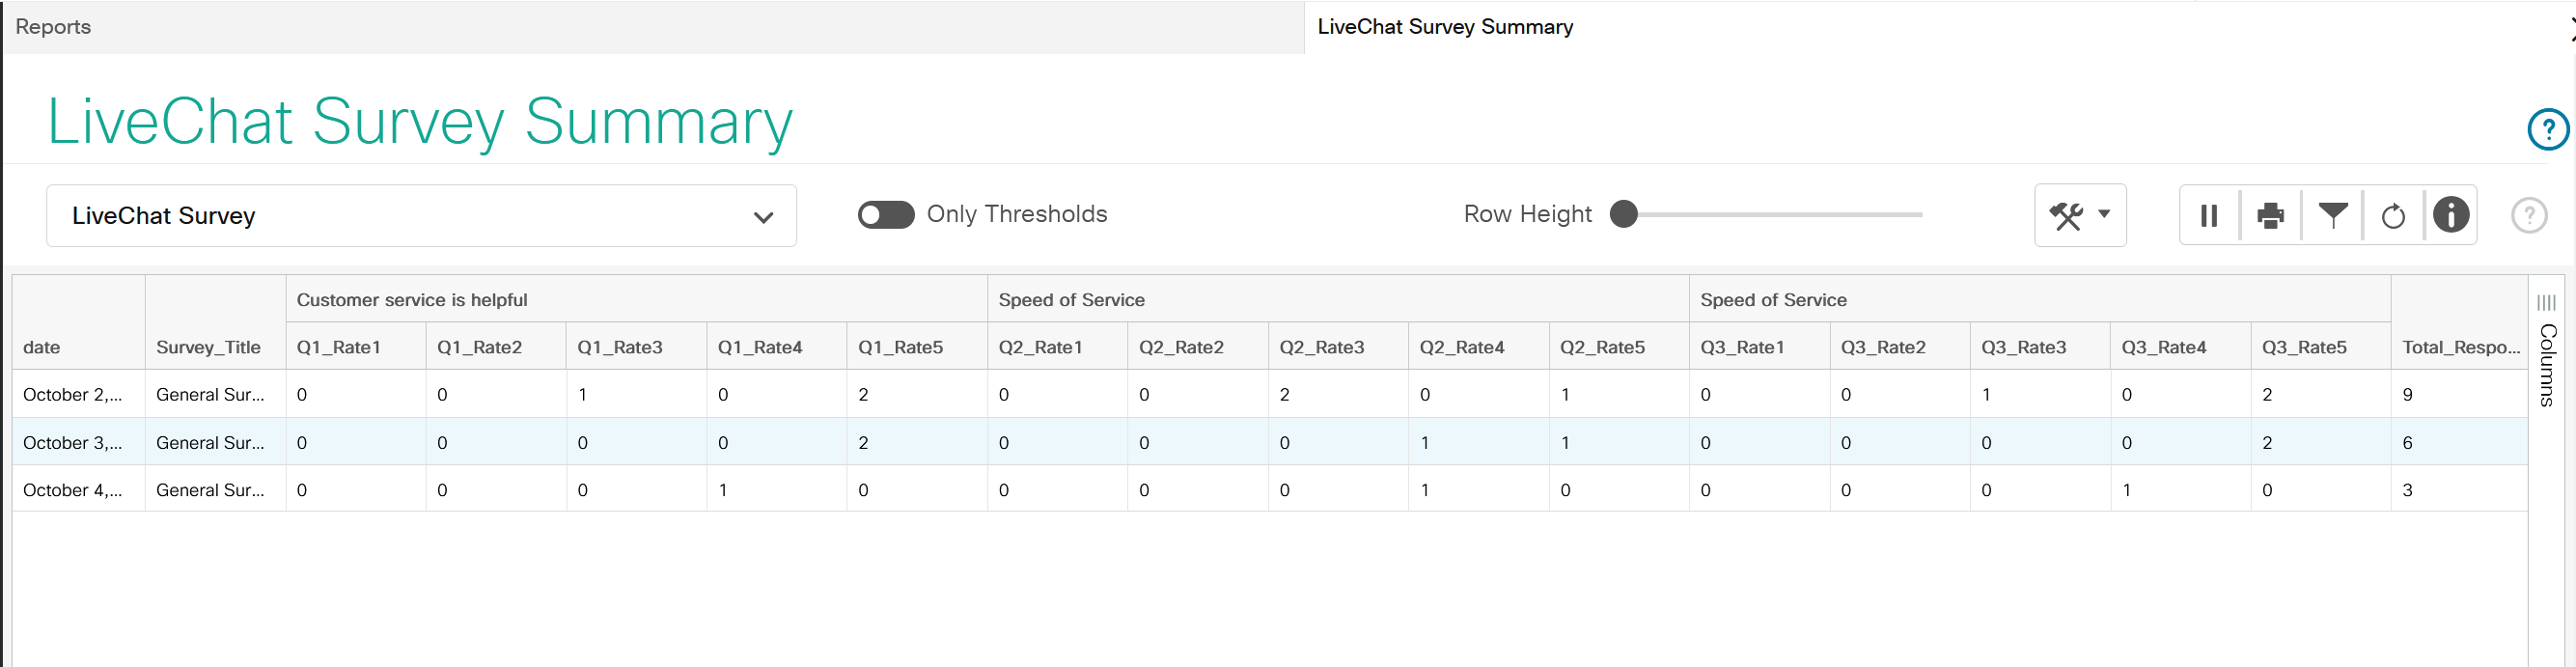 Reports LiveChat Survey Summary
LiveChat Survey Summary
LiveChat Survey Only Thresholds Row Height
Customer service is helpful Speed of Service Speed of Service
date Survey_Title Q1_Rate1 Q1_Rate2 Q1_Rate3 Q1_Rate4 Q1_Rate5 Q2_Rate1 Q2_Rate2 Q2_Rate3 Q2_Rate4 Q2_Rate5 Q3_Rate1 Q3_Rate2 Q3_Rate3 Q3_Rate4 Q3_Rate5 Total_Respo...
October 2,... General Sur... 0 0 1 0 2 0 0 2 0 1 0 0 1 0 2 9
October 3,... General Sur... 0 0 0 0 2 0 0 0 1 1 0 0 0 0 2 6
October 4,... General Sur... 0 0 0 1 0 0 0 0 1 0 0 0 0 1 0 3
Columns